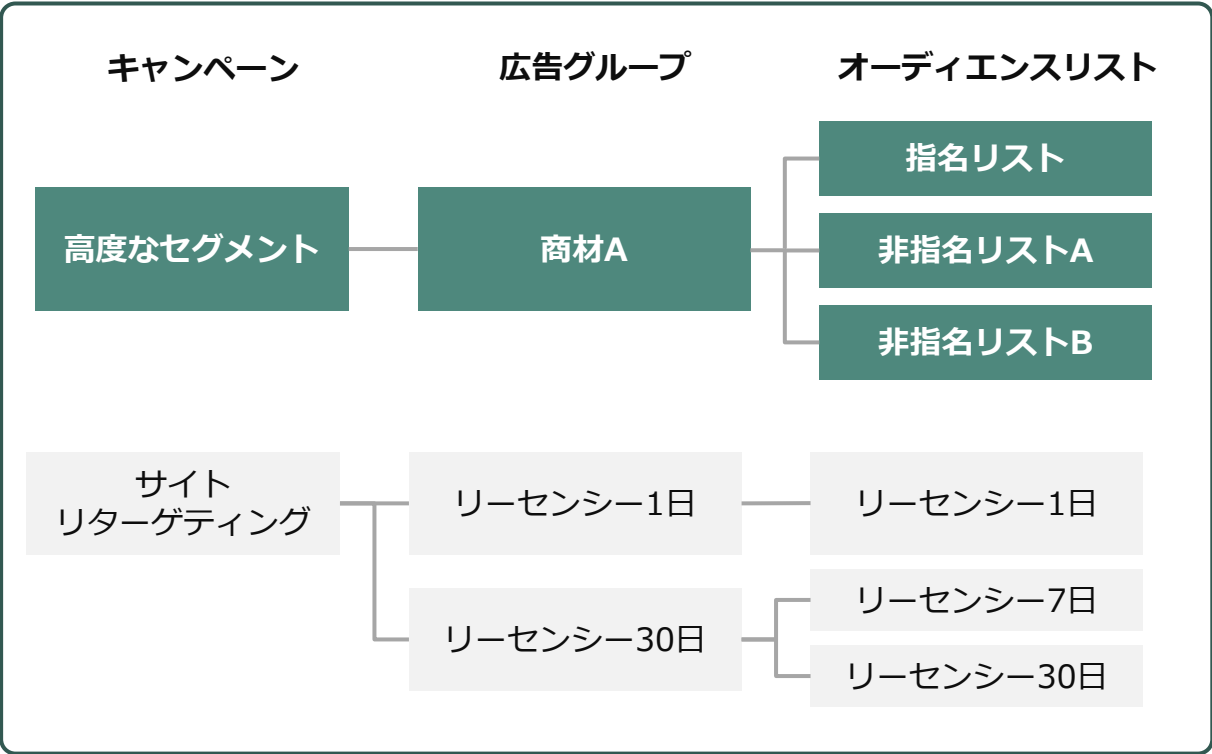 キャンペーン
広告グループ
オーディエンスリスト
高度なセグメント
商材A
指名リスト
非指名リストA
非指名リストB
サイト
リターゲティング
リーセンシー1日
リーセンシー1日
リーセンシー30日
リーセンシー7日
リーセンシー30日